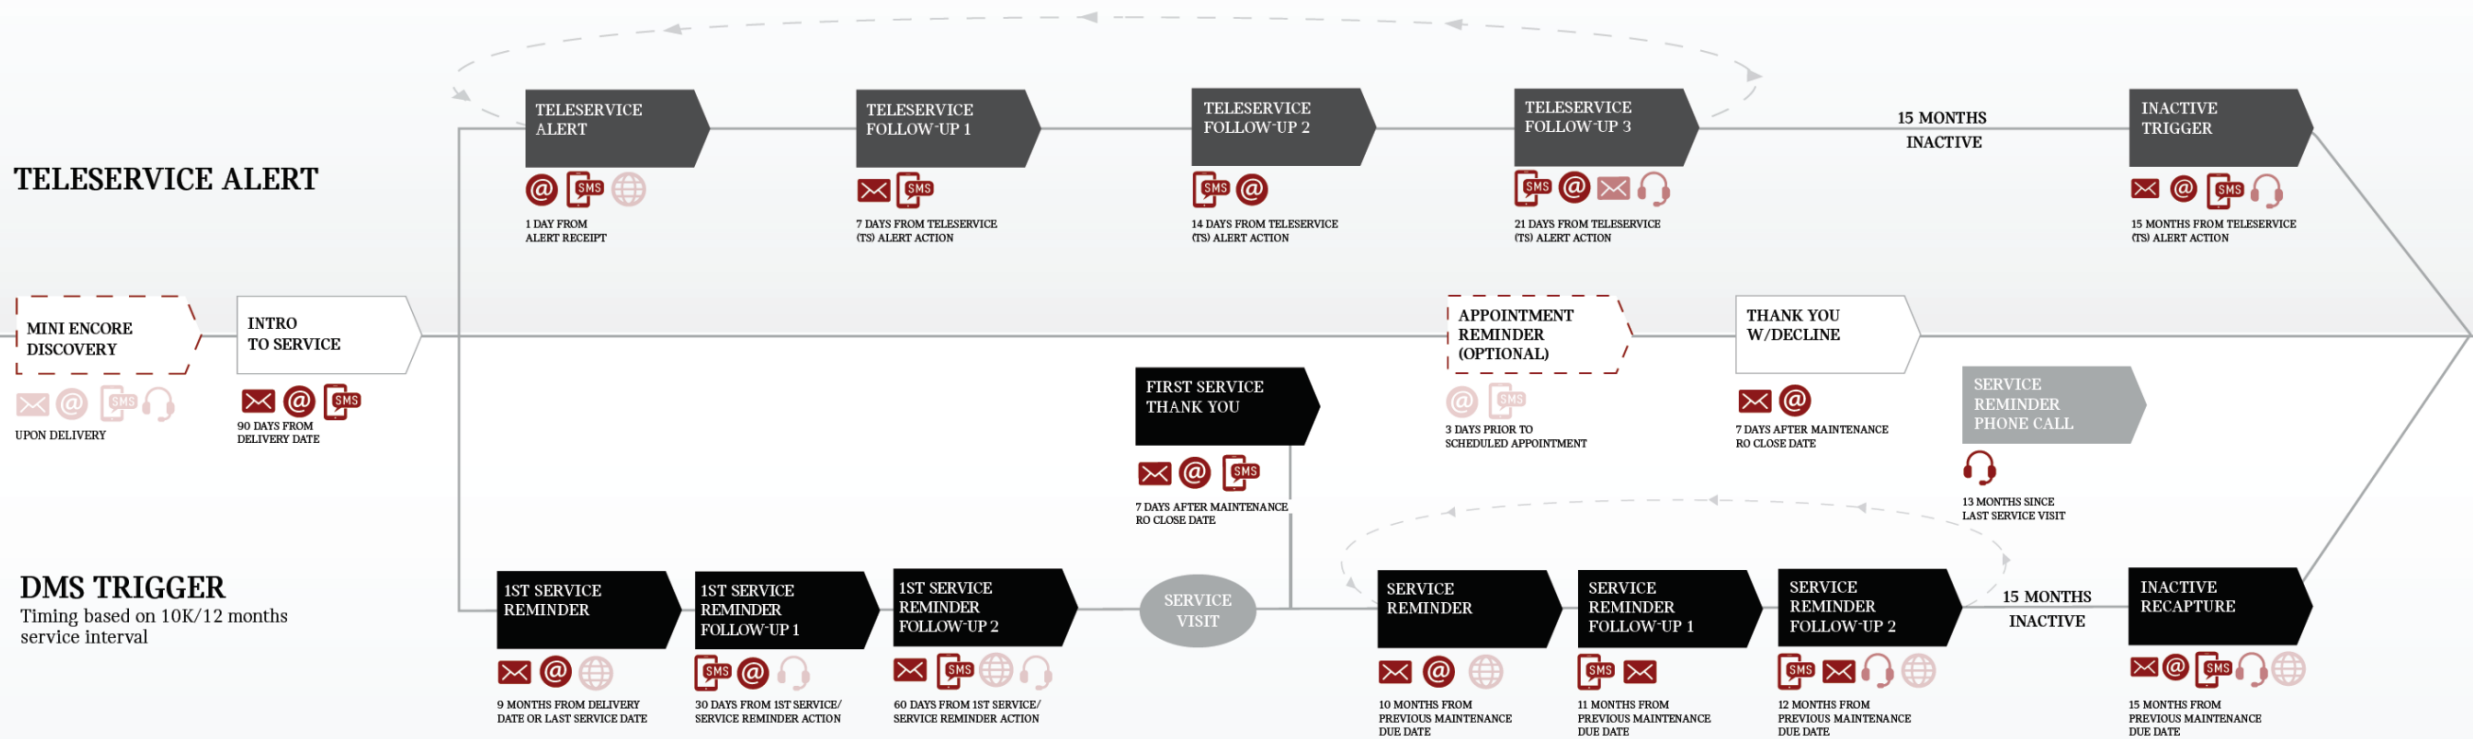 TELESERVICE
ALERT
SMS
1 DAY FROM
ALERT RECEIPT
TELESERVICE
FOLLOW-UP 1
SMS
7 DAYS FROM TELESERVICE
(TS) ALERT ACTION
TELESERVICE
FOLLOW-UP 2
SMS
14 DAYS FROM TELESERVICE
(TS) ALERT ACTION
TELESERVICE
FOLLOW-UP 3
SMS
21 DAYS FROM TELESERVICE
(TS) ALERT ACTION
15 MONTHS
INACTIVE
INACTIVE
TRIGGER
SMS
15 MONTHS FROM TELESERVICE
(TS) ALERT ACTION
TELESERVICE ALERT
MINI ENCORE
DISCOVERY
SMS
UPON DELIVERY
INTRO
TO SERVICE
SMS
90 DAYS FROM
DELIVERY DATE
APPOINTMENT
REMINDER
(OPTIONAL)
SMS
3 DAYS PRIOR TO
SCHEDULED APPOINTMENT
THANK YOU
W/DECLINE
7 DAYS AFTER MAINTENANCE
RO CLOSE DATE
FIRST SERVICE
THANK YOU
SMS
7 DAYS AFTER MAINTENANCE
RO CLOSE DATE
SERVICE
REMINDER
PHONE CALL
13 MONTHS SINCE
LAST SERVICE VISIT
DMS TRIGGER
Timing based on 10K/12 months
service interval
1ST SERVICE
REMINDER
9 MONTHS FROM DELIVERY
DATE OR LAST SERVICE DATE
1ST SERVICE
REMINDER
FOLLOW-UP 1
SMS
30 DAYS FROM 1ST SERVICE/
SERVICE REMINDER ACTION
1ST SERVICE
REMINDER
FOLLOW-UP 2
SMS
60 DAYS FROM 1ST SERVICE/
SERVICE REMINDER ACTION
SERVICE
VISIT
SERVICE
REMINDER
10 MONTHS FROM
PREVIOUS MAINTENANCE
DUE DATE
SERVICE
REMINDER
FOLLOW-UP 1
SMS
11 MONTHS FROM
PREVIOUS MAINTENANCE
DUE DATE
SERVICE
REMINDER
FOLLOW-UP 2
SMS
12 MONTHS FROM
PREVIOUS MAINTENANCE
DUE DATE
15 MONTHS
INACTIVE
INACTIVE
RECAPTURE
SMS
15 MONTHS FROM
PREVIOUS MAINTENANCE
DUE DATE